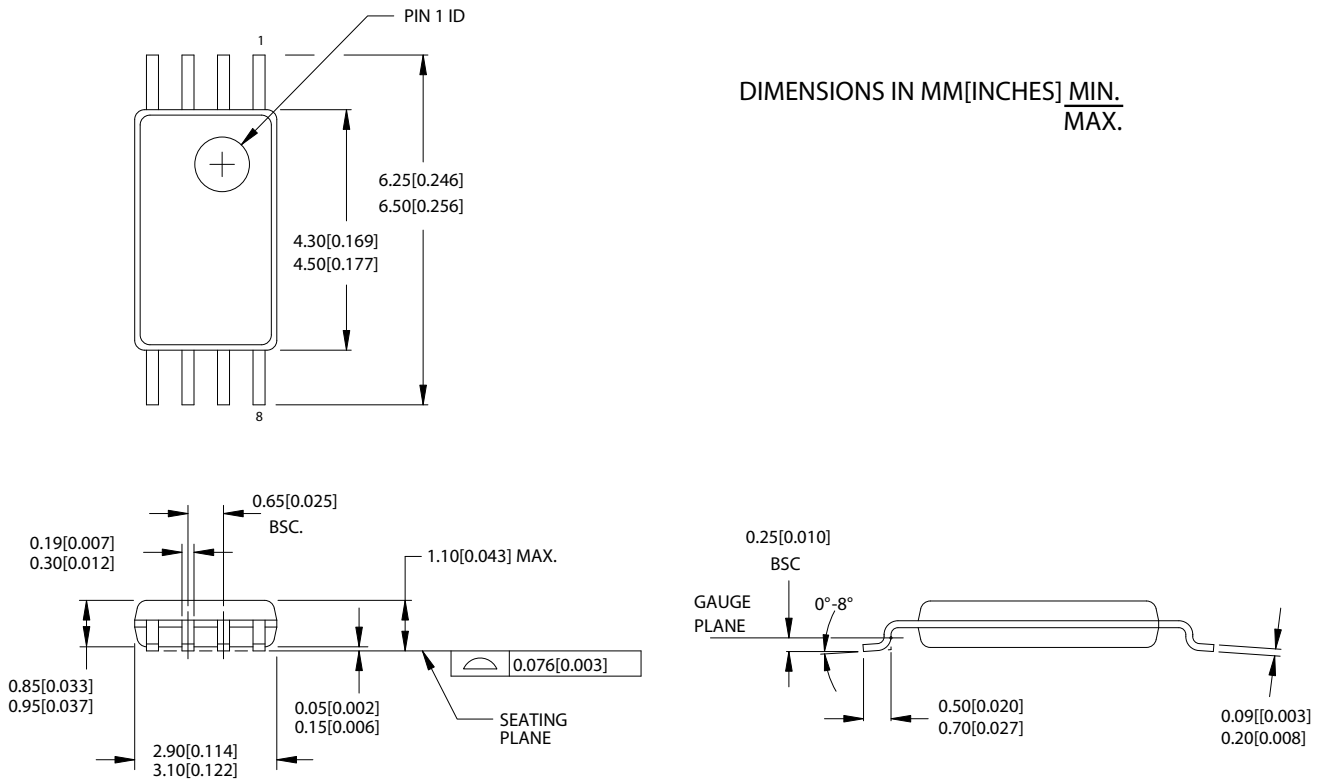 PIN 1 ID
1
DIMENSIONS IN MM[INCHES] MIN.
MAX.
6.25[0.246]
6.50[0.256]
4.30[0.169]
4.50[0.177]
8
0.65[0.025]
BSC.
0.19[0.007]
0.30[0.012]
1.10[0.043] MAX.
0.25[0.010]
BSC
GAUGE
PLANE
0°-8°
0.076[0.003]
0.85[0.033]
0.95[0.037]
0.05[0.002]
0.15[0.006]
SEATING
PLANE
2.90[0.114]
3.10[0.122]
0.50[0.020]
0.70[0.027]
0.09[[0.003]
0.20[0.008]